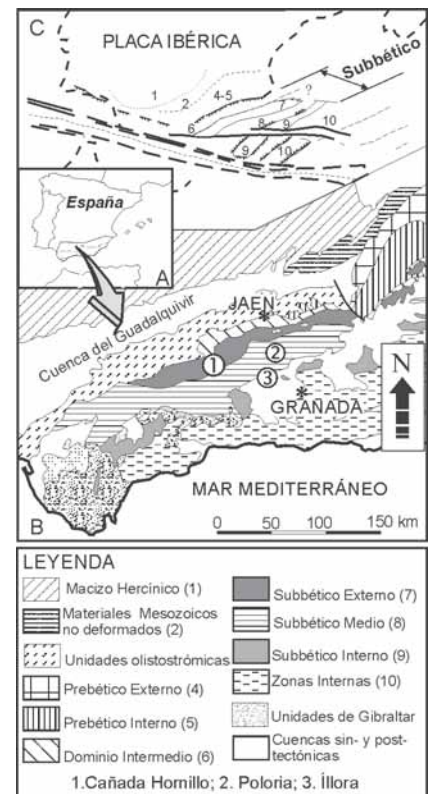 C
PLACA IBÉRICA
Subbético
1
2
4-5
?
7
6
8
9
10
9
10
España
A
JAEN
Cuenca del Guadalquivir
1
2
3
GRANADA
N
MAR MEDITERRÁNEO
B
0 50 100 150 km
LEYENDA
Macizo Hercínico (1)
Materiales Mesozoicos
no deformados (2)
Unidades olistostrómicas
Prebético Externo (4)
Prebético Interno (5)
Dominio Intermedio (6)
Subbético Externo (7)
Subbético Medio (8)
Subbético Interno (9)
Zonas Internas (10)
Unidades de Gibraltar
Cuencas sin- y post-
tectónicas
1.Cañada Hornillo; 2. Poloria; 3. Íllora